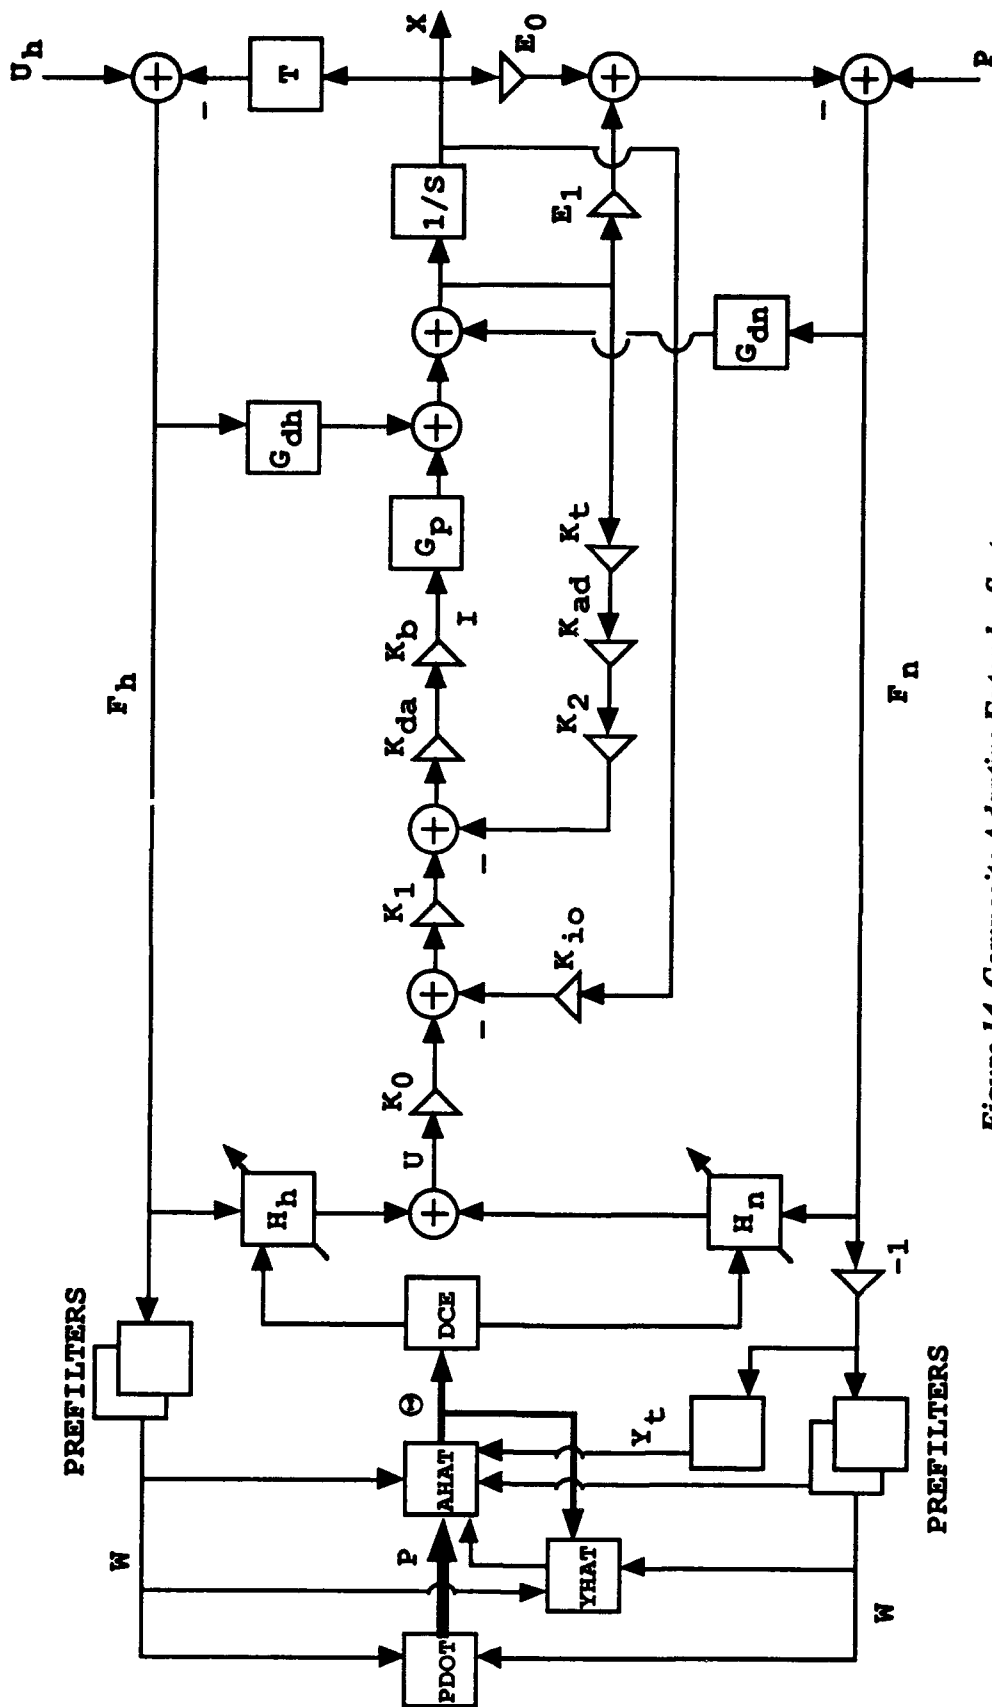 U_h
F_h
PREFILTERS
W
T
-
G_dh
H_h
X
1/S
G_p
I
K_b
K_da
K_1
K_0
U
DCE
Θ
AHAT
P
PDOT
E_0
E_1
K_t
K_ad
K_2
-
K_io
-
YHAT
G_dn
H_n
Y_t
-
F_n
-1
W
PREFILTERS
Figure 14 Composite Adaptive Extender